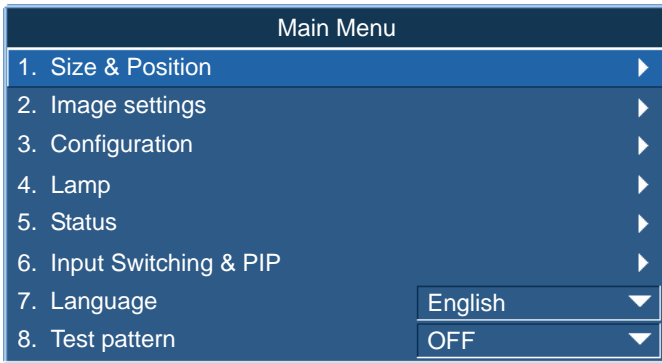 Main Menu
1. Size & Position
2. Image settings
3. Configuration
4. Lamp
5. Status
6. Input Switching & PIP
7. Language English
8. Test pattern OFF